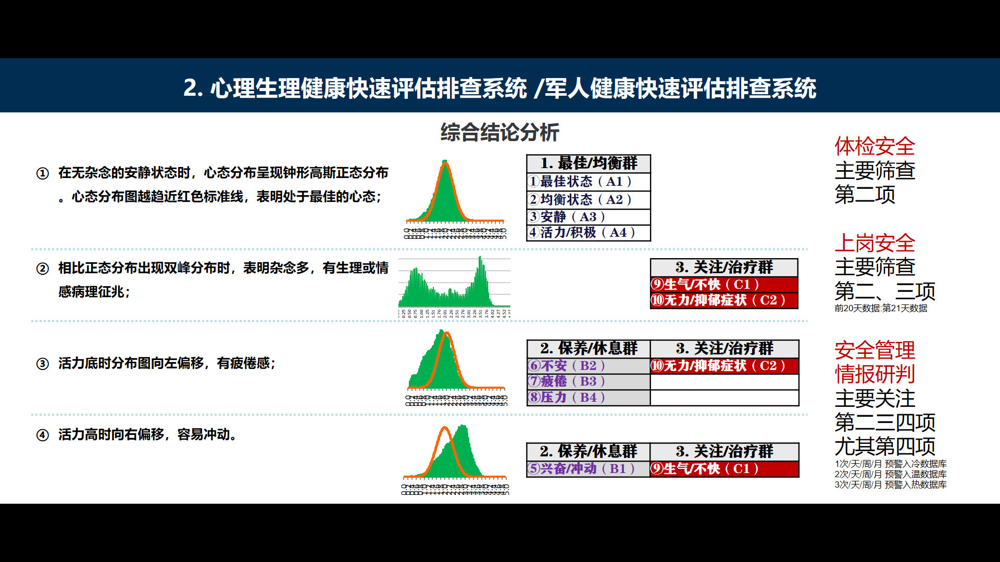 2. 心理生理健康快速评估排查系统 /军人健康快速评估排查系统
综合结论分析
① 在无杂念的安静状态时，心态分布呈现钟形高斯正态分布
。心态分布图越趋近红色标准线，表明处于最佳的心态；
1. 最佳/均衡群
①最佳状态（A1）
②均衡状态（A2）
③安静（A3）
④活力/积极（A4）
② 相比正态分布出现双峰分布时，表明杂念多，有生理或情
感病理征兆；
0.25 0.50 0.75 1.00 1.25 1.51 1.76 2.01 2.26 2.51 2.76 3.01 3.26 3.51 3.76 4.02 4.27 4.52
3. 关注/治疗群
⑨生气/不快（C1）
⑩无力/抑郁症状（C2）
③ 活力底时分布图向左偏移，有疲倦感；
2. 保养/休息群 3. 关注/治疗群
⑥不安（B2） ⑩无力/抑郁症状（C2）
⑦疲倦（B3）
⑧压力（B4）
④ 活力高时向右偏移，容易冲动。
2. 保养/休息群 3. 关注/治疗群
⑤兴奋/冲动（B1） ⑨生气/不快（C1）
体检安全
主要筛查
第二项
上岗安全
主要筛查
第二、三项
前20天数据:第21天数据
安全管理
情报研判
主要关注
第二三四项
尤其第四项
1次/天/周/月 预警入冷数据库
2次/天/周/月 预警入温数据库
3次/天/周/月 预警入热数据库